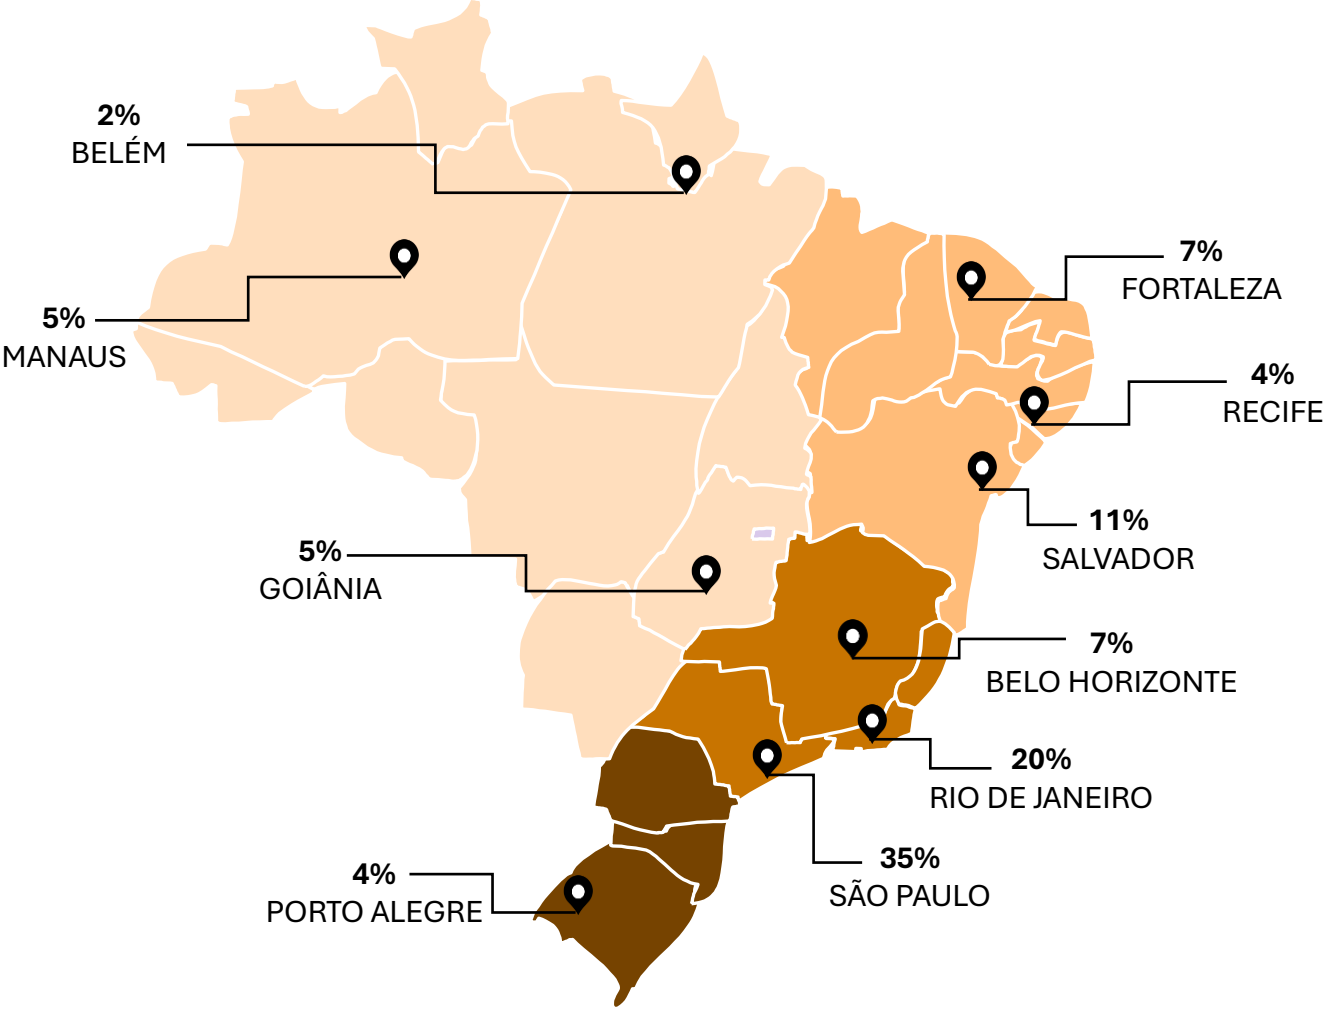 2%
BELÉM
7%
FORTALEZA
5%
MANAUS
4%
RECIFE
11%
SALVADOR
5%
GOIÂNIA
7%
BELO HORIZONTE
20%
RIO DE JANEIRO
35%
SÃO PAULO
4%
PORTO ALEGRE